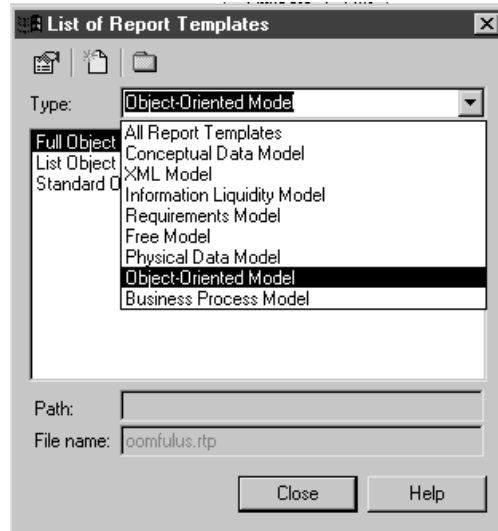 List of Report Templates
Type: Object-Oriented Model
Full Object
List Object
Standard O
All Report Templates
Conceptual Data Model
XML Model
Information Liquidity Model
Requirements Model
Free Model
Physical Data Model
Object-Oriented Model
Business Process Model
Path:
File name: oomfulus.rtp
Close Help